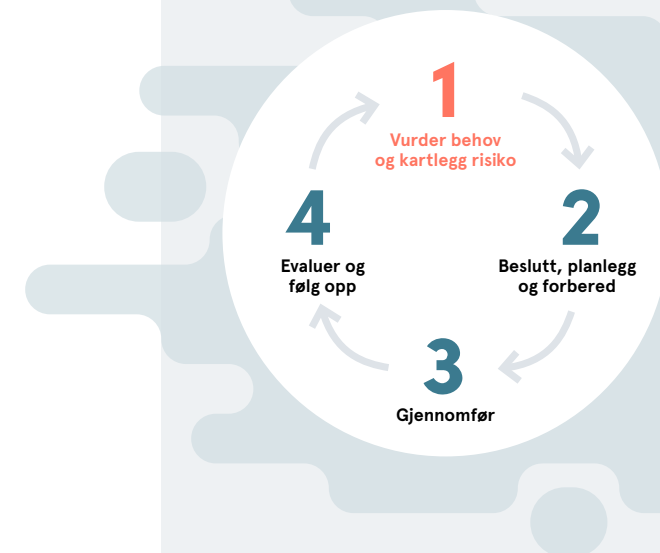 1
Vurder behov
og kartlegg risiko
2
Beslutt, planlegg
og forbered
3
Gjennomfør
4
Evaluer og
følg opp